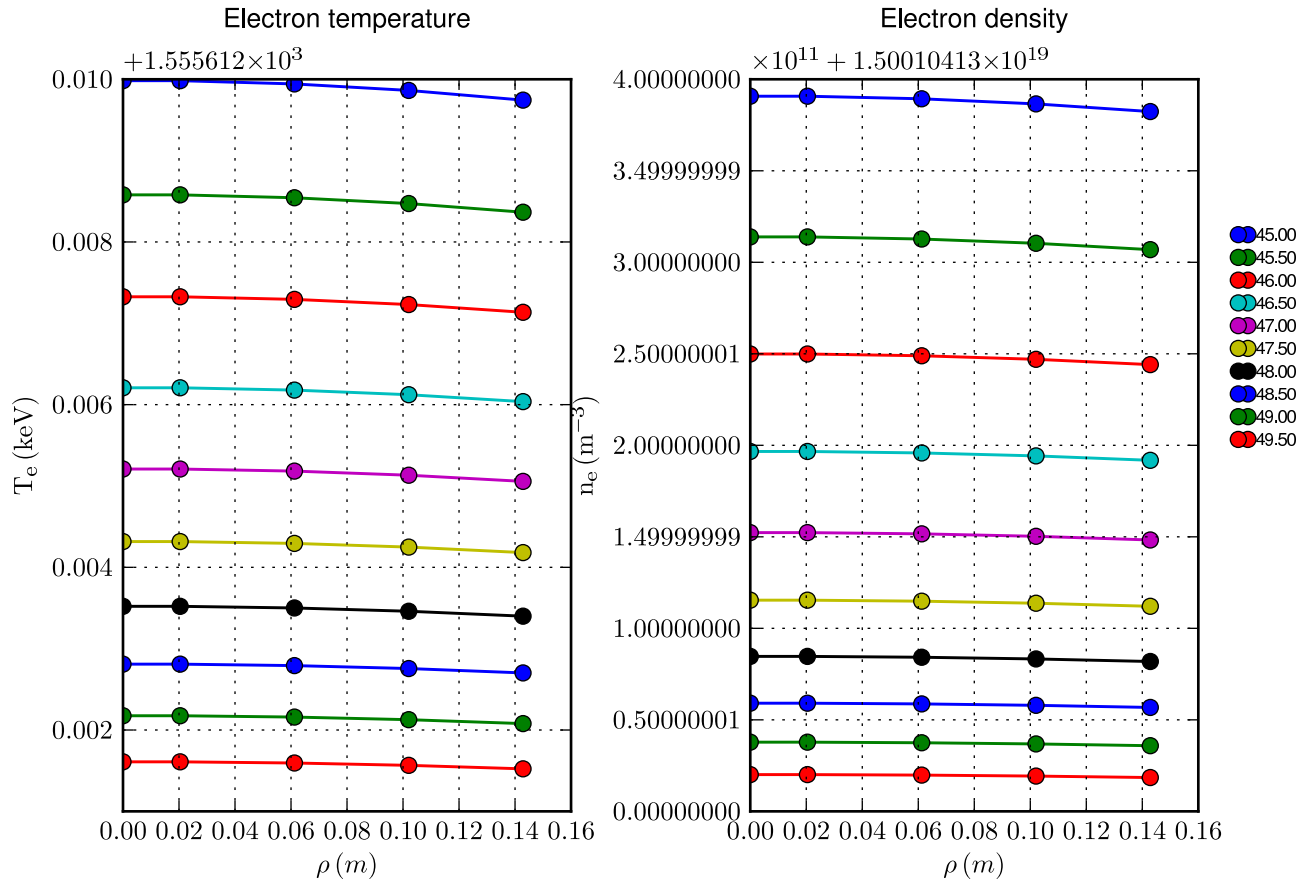 Electron temperature
+1.555612×10³
0.010
0.008
0.006
0.004
0.002
Tₑ (keV)
0.00 0.02 0.04 0.06 0.08 0.10 0.12 0.14 0.16
ρ (m)
Electron density
×10¹¹ + 1.50010413×10¹⁹
4.00000000
3.49999999
3.00000000
2.50000001
2.00000000
1.49999999
1.00000000
0.50000001
0.00000000
nₑ (m⁻³)
0.00 0.02 0.04 0.06 0.08 0.10 0.12 0.14 0.16
ρ (m)
45.00
45.50
46.00
46.50
47.00
47.50
48.00
48.50
49.00
49.50